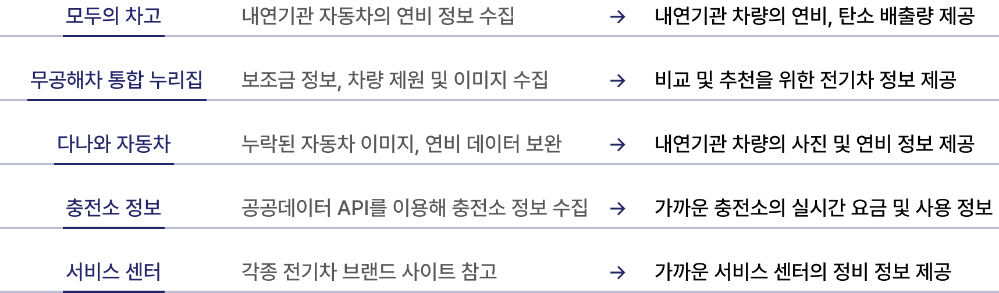 모두의 차고 내연기관 자동차의 연비 정보 수집 → 내연기관 차량의 연비, 탄소 배출량 제공
무공해차 통합 누리집 보조금 정보, 차량 제원 및 이미지 수집 → 비교 및 추천을 위한 전기차 정보 제공
다나와 자동차 누락된 자동차 이미지, 연비 데이터 보완 → 내연기관 차량의 사진 및 연비 정보 제공
충전소 정보 공공데이터 API를 이용해 충전소 정보 수집 → 가까운 충전소의 실시간 요금 및 사용 정보
서비스 센터 각종 전기차 브랜드 사이트 참고 → 가까운 서비스 센터의 정비 정보 제공